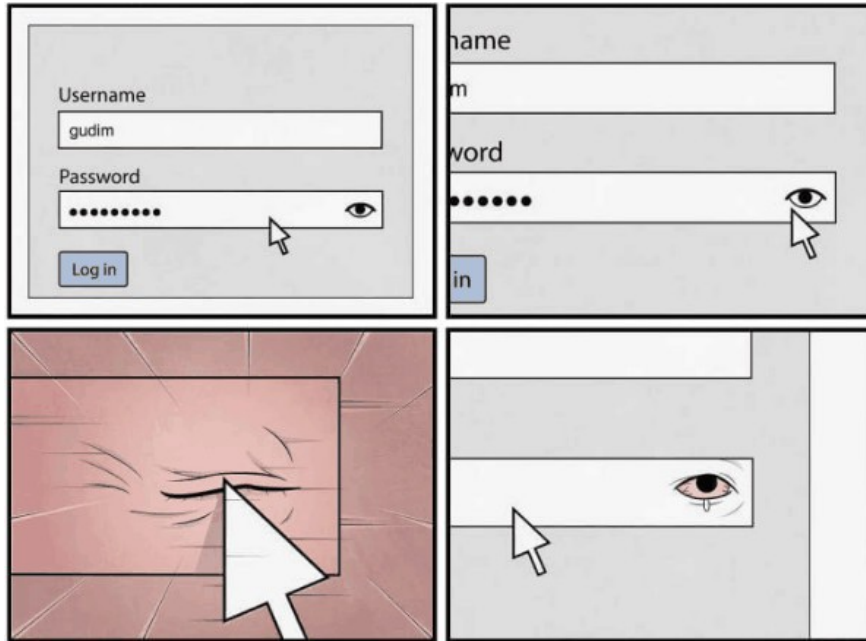 Username
gudim
Password
•••••••••
Log in
name
m
word
••••••
in